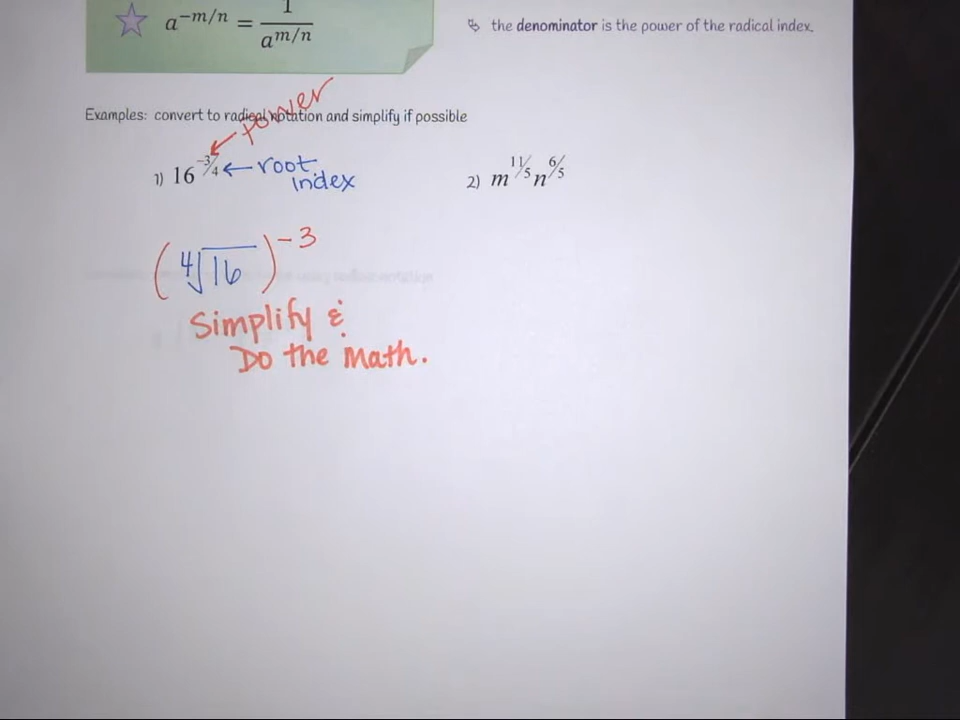 a^{-m/n} = \frac{1}{a^{m/n}}
the denominator is the power of the radical index.
Examples: convert to radical notation and simplify if possible
power
1) 16^{-3/4} ← root index
2) m^{11/5} n^{6/5}
(\sqrt[4]{16})^{-3}
Simplify &
Do the Math.